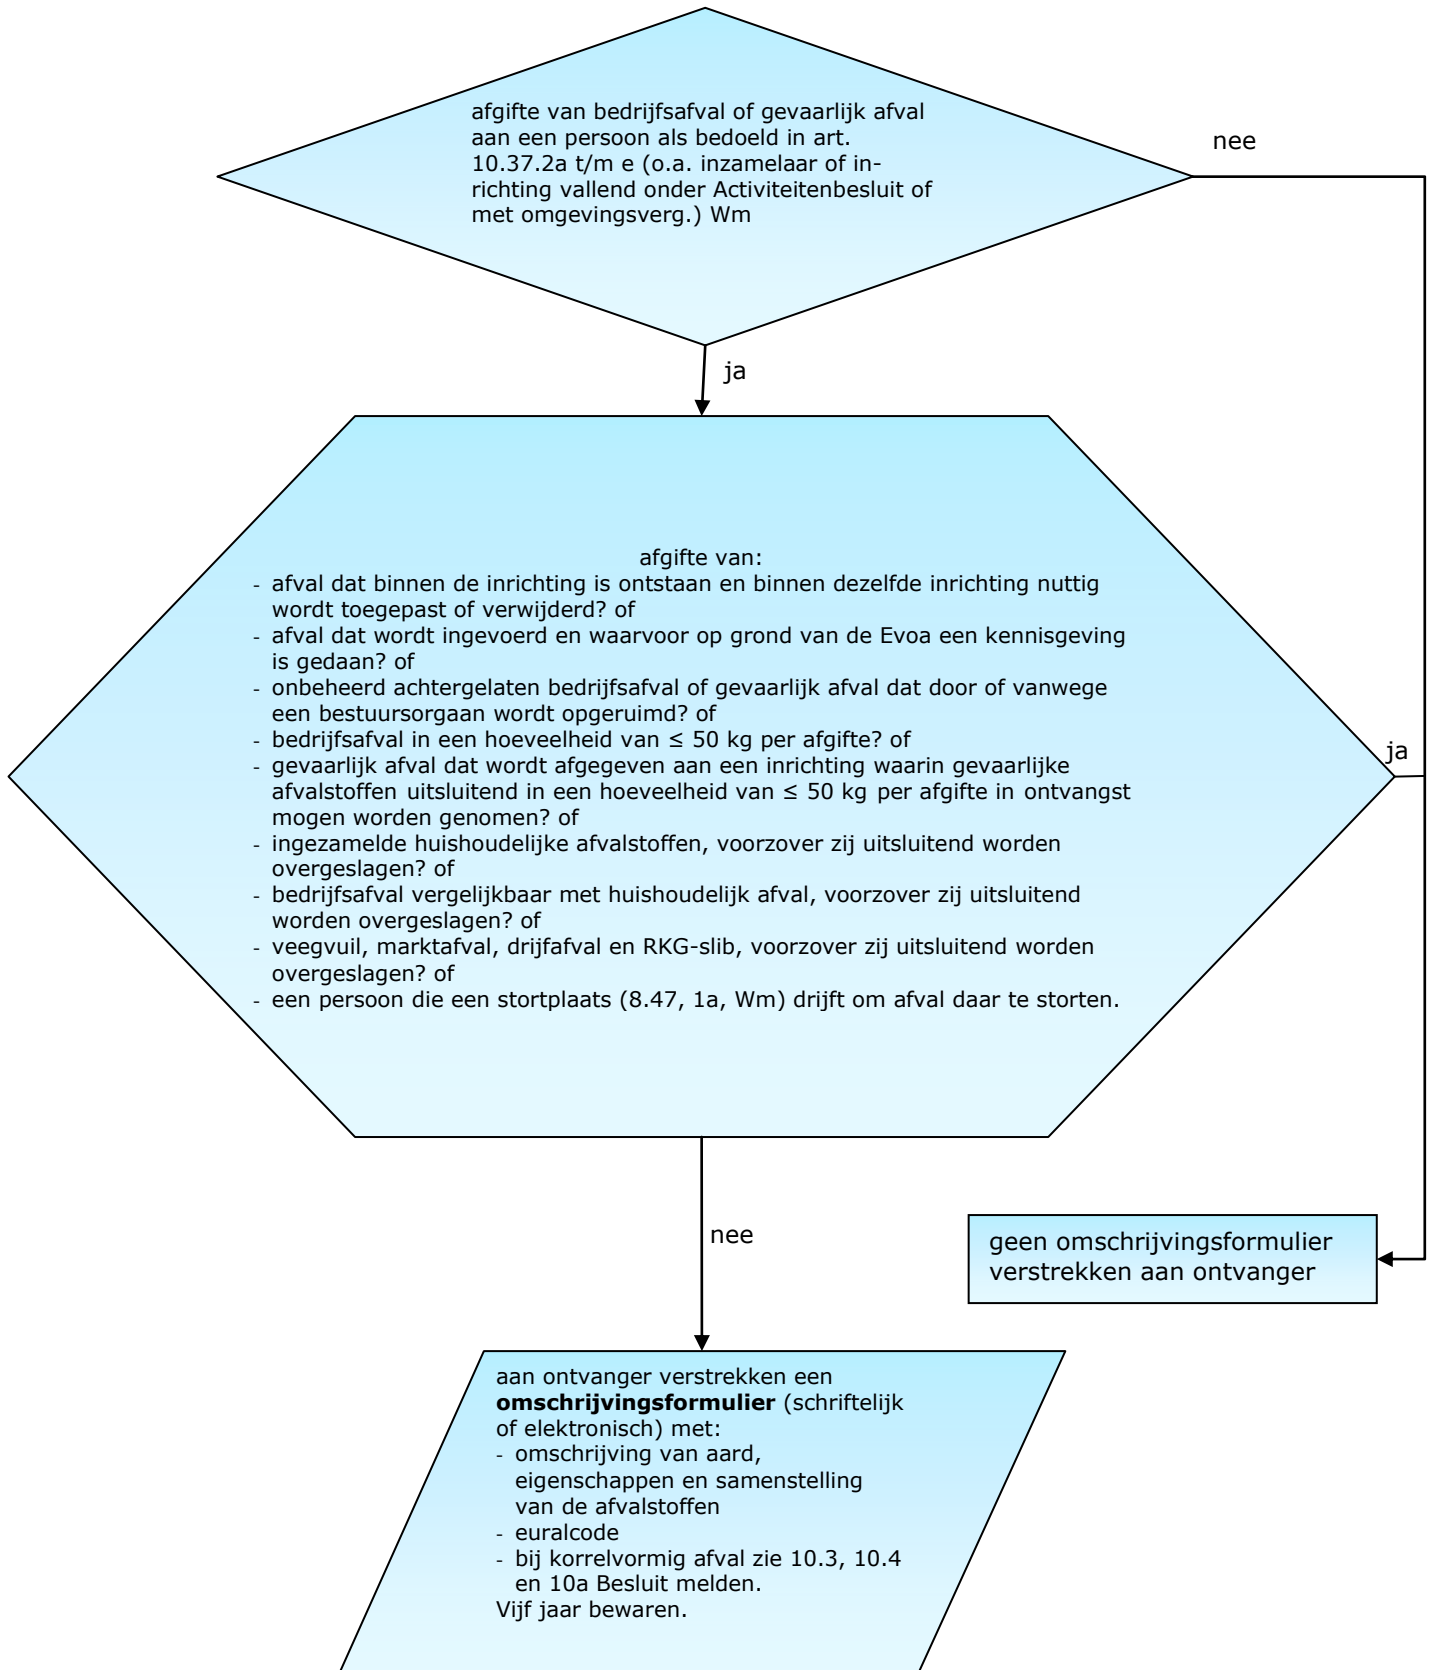 afgifte van bedrijfsafval of gevaarlijk afval
aan een persoon als bedoeld in art.
10.37.2a t/m e (o.a. inzamelaar of in-
richting vallend onder Activiteitenbesluit of
met omgevingsverg.) Wm
nee
ja
afgifte van:
- afval dat binnen de inrichting is ontstaan en binnen dezelfde inrichting nuttig
wordt toegepast of verwijderd? of
- afval dat wordt ingevoerd en waarvoor op grond van de Evoa een kennisgeving
is gedaan? of
- onbeheerd achtergelaten bedrijfsafval of gevaarlijk afval dat door of vanwege
een bestuursorgaan wordt opgeruimd? of
- bedrijfsafval in een hoeveelheid van ≤ 50 kg per afgifte? of
- gevaarlijk afval dat wordt afgegeven aan een inrichting waarin gevaarlijke
afvalstoffen uitsluitend in een hoeveelheid van ≤ 50 kg per afgifte in ontvangst
mogen worden genomen? of
- ingezamelde huishoudelijke afvalstoffen, voorzover zij uitsluitend worden
overgeslagen? of
- bedrijfsafval vergelijkbaar met huishoudelijk afval, voorzover zij uitsluitend
worden overgeslagen? of
- veegvuil, marktafval, drijfafval en RKG-slib, voorzover zij uitsluitend worden
overgeslagen? of
- een persoon die een stortplaats (8.47, 1a, Wm) drijft om afval daar te storten.
ja
nee
geen omschrijvingsformulier
verstrekken aan ontvanger
aan ontvanger verstrekken een
omschrijvingsformulier (schriftelijk
of elektronisch) met:
- omschrijving van aard,
eigenschappen en samenstelling
van de afvalstoffen
- euralcode
- bij korrelvormig afval zie 10.3, 10.4
en 10a Besluit melden.
Vijf jaar bewaren.